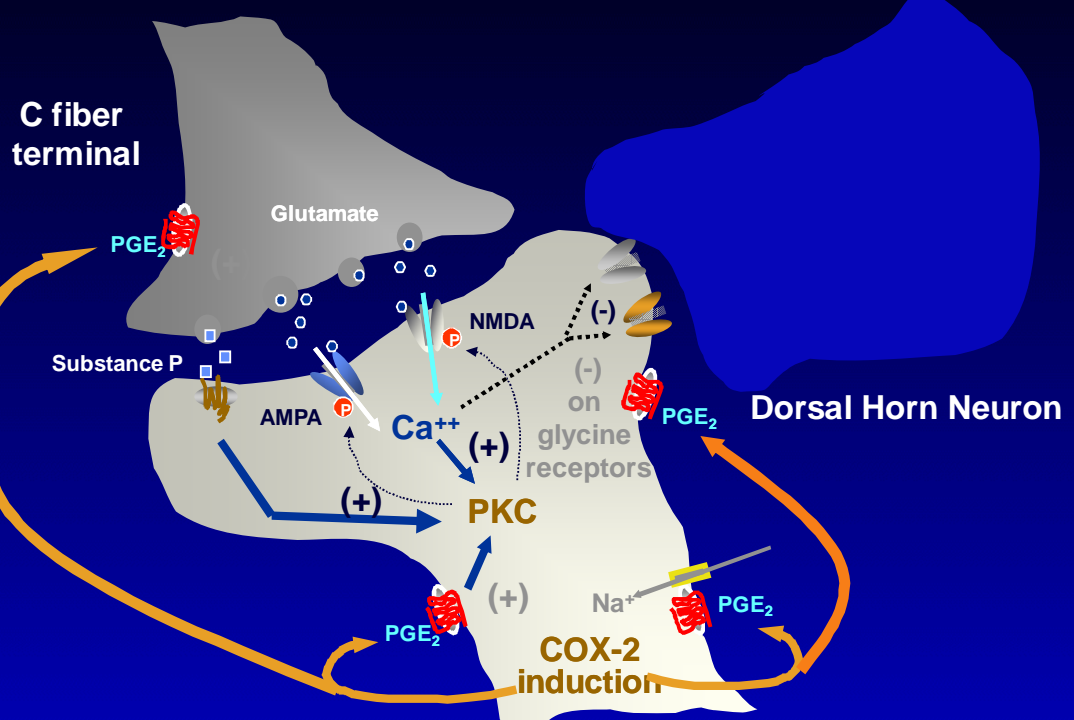 C fiber
terminal
Glutamate
PGE₂
(+
NMDA
P
(-)
Substance P
AMPA
P
Ca⁺⁺
(+)
(-)
on
glycine
receptors
PGE₂
Dorsal Horn Neuron
(+)
PKC
(+)
Na⁺
PGE₂
PGE₂
COX-2
induction